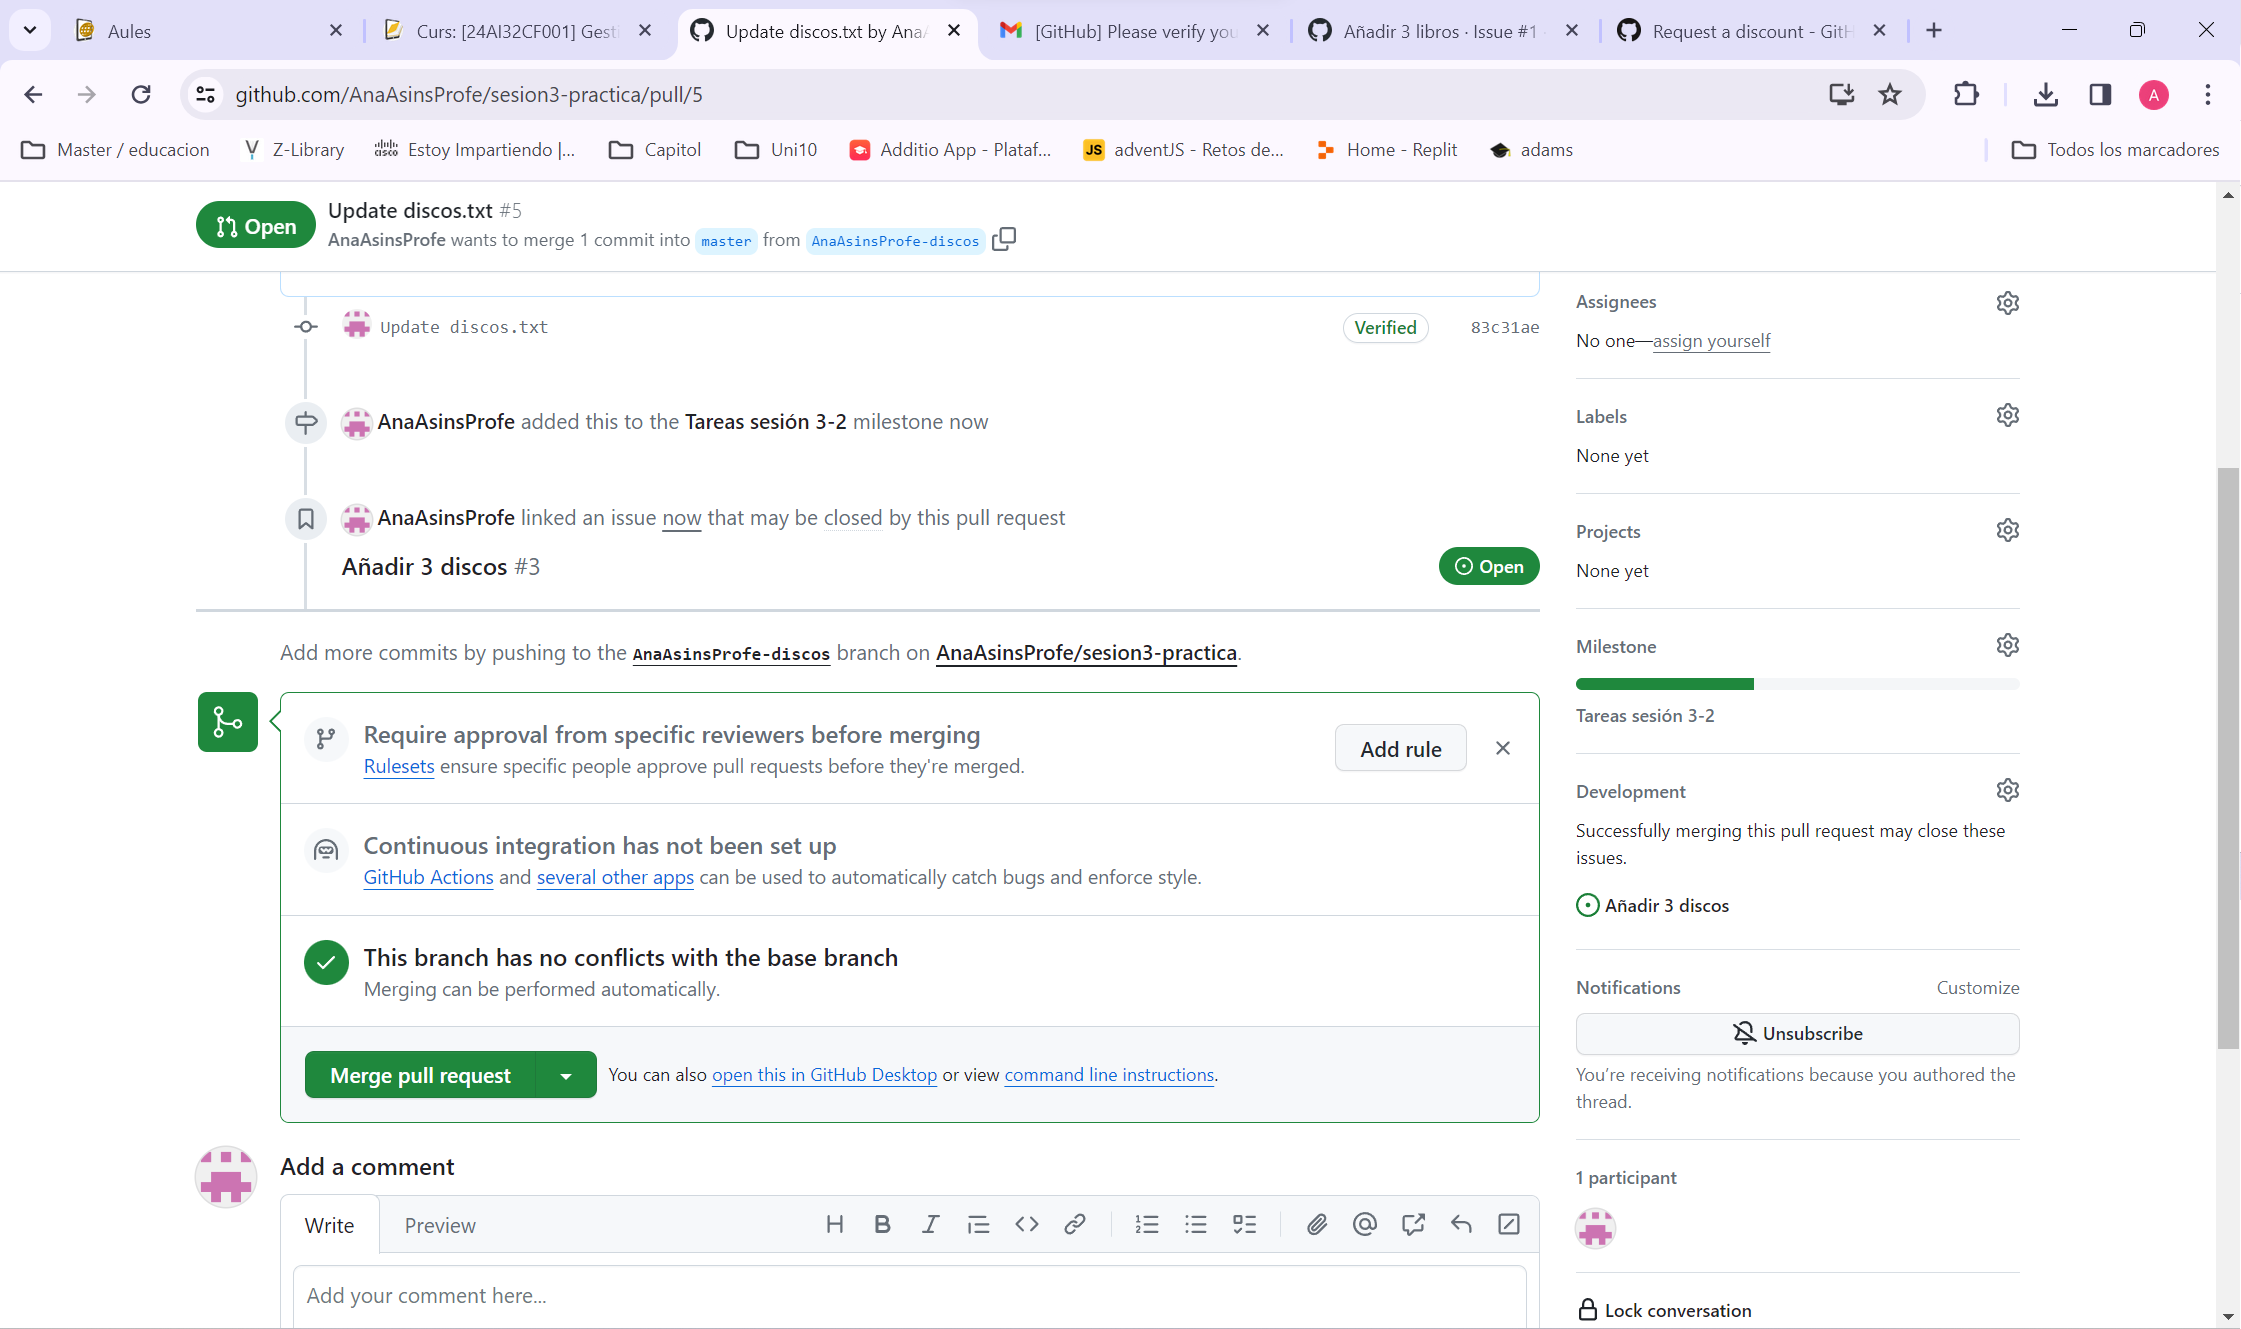 Aules
Curs: [24AI32CF001] Gesti
Update discos.txt by AnaA
[GitHub] Please verify you
Añadir 3 libros · Issue #1
Request a discount - GitH
github.com/AnaAsinsProfe/sesion3-practica/pull/5
A
Master / educacion
Z-Library
Estoy Impartiendo |...
Capitol
Uni10
Additio App - Plataf...
JS adventJS - Retos de...
Home - Replit
adams
Todos los marcadores
Open
Update discos.txt #5
AnaAsinsProfe wants to merge 1 commit into master from AnaAsinsProfe-discos
Update discos.txt
Verified
83c31ae
AnaAsinsProfe added this to the Tareas sesión 3-2 milestone now
AnaAsinsProfe linked an issue now that may be closed by this pull request
Añadir 3 discos #3
Open
Add more commits by pushing to the AnaAsinsProfe-discos branch on AnaAsinsProfe/sesion3-practica.
Require approval from specific reviewers before merging
Rulesets ensure specific people approve pull requests before they're merged.
Add rule
Continuous integration has not been set up
GitHub Actions and several other apps can be used to automatically catch bugs and enforce style.
This branch has no conflicts with the base branch
Merging can be performed automatically.
Merge pull request
You can also open this in GitHub Desktop or view command line instructions.
Add a comment
Write
Preview
Add your comment here...
Assignees
No one—assign yourself
Labels
None yet
Projects
None yet
Milestone
Tareas sesión 3-2
Development
Successfully merging this pull request may close these
issues.
Añadir 3 discos
Notifications
Customize
Unsubscribe
You're receiving notifications because you authored the
thread.
1 participant
Lock conversation